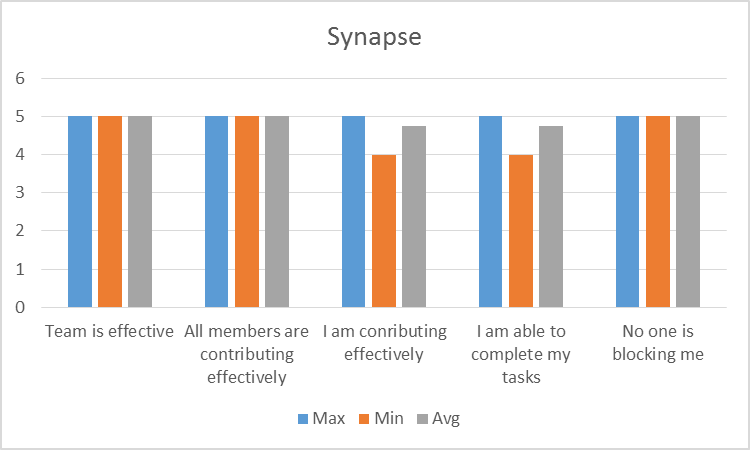 Synapse
6
5
4
3
2
1
0
Team is effective
All members are
contributing
effectively
I am conributing
effectively
I am able to
complete my
tasks
No one is
blocking me
Max Min Avg